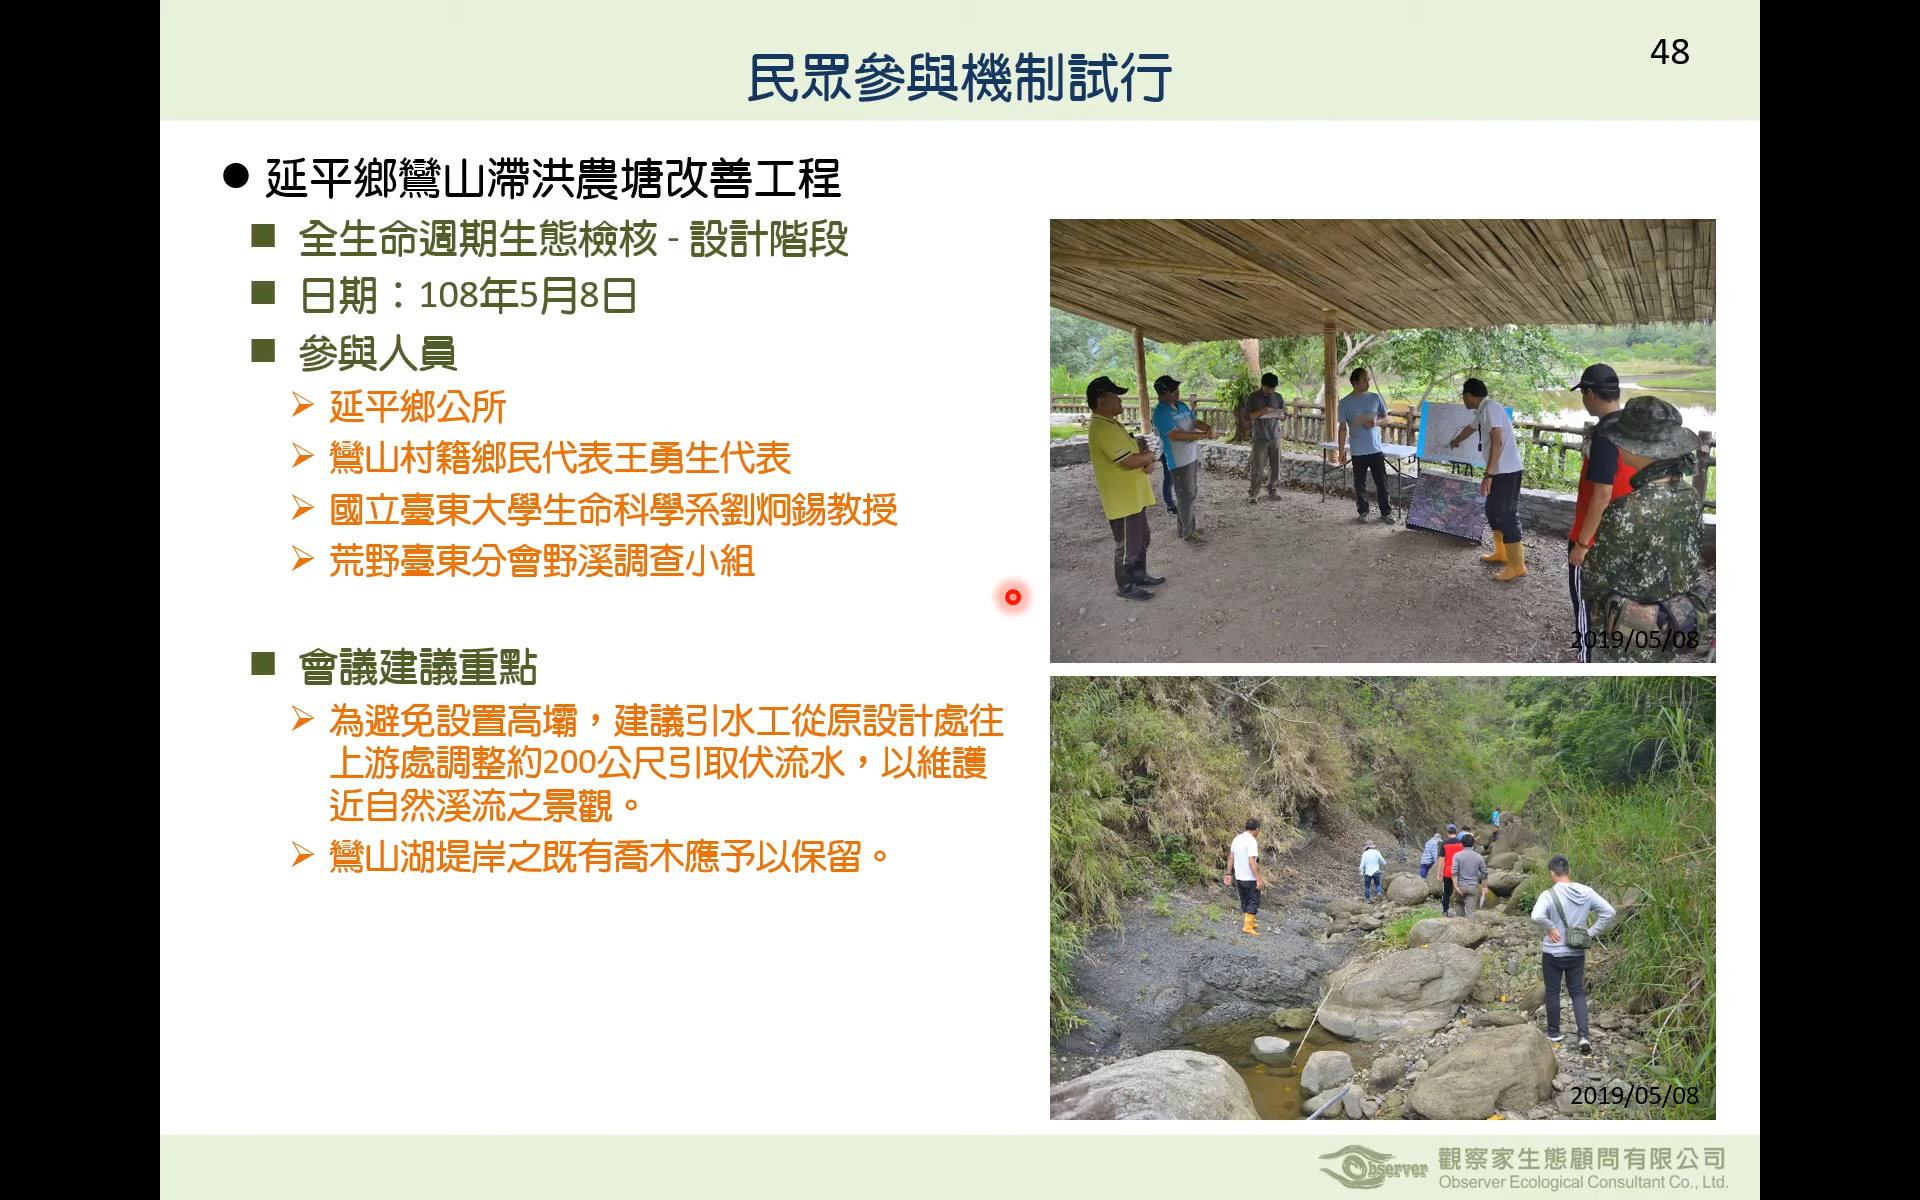 48
民眾參與機制試行
延平鄉鸞山滯洪農塘改善工程
全生命週期生態檢核 - 設計階段
日期：108年5月8日
參與人員
延平鄉公所
鸞山村籍鄉民代表王勇生代表
國立臺東大學生命科學系劉炯錫教授
荒野臺東分會野溪調查小組
會議建議重點
為避免設置高壩，建議引水工從原設計處往
上游處調整約200公尺引取伏流水，以維護
近自然溪流之景觀。
鸞山湖堤岸之既有喬木應予以保留。
2019/05/08
2019/05/08
Observer
觀察家生態顧問有限公司
Observer Ecological Consultant Co., Ltd.